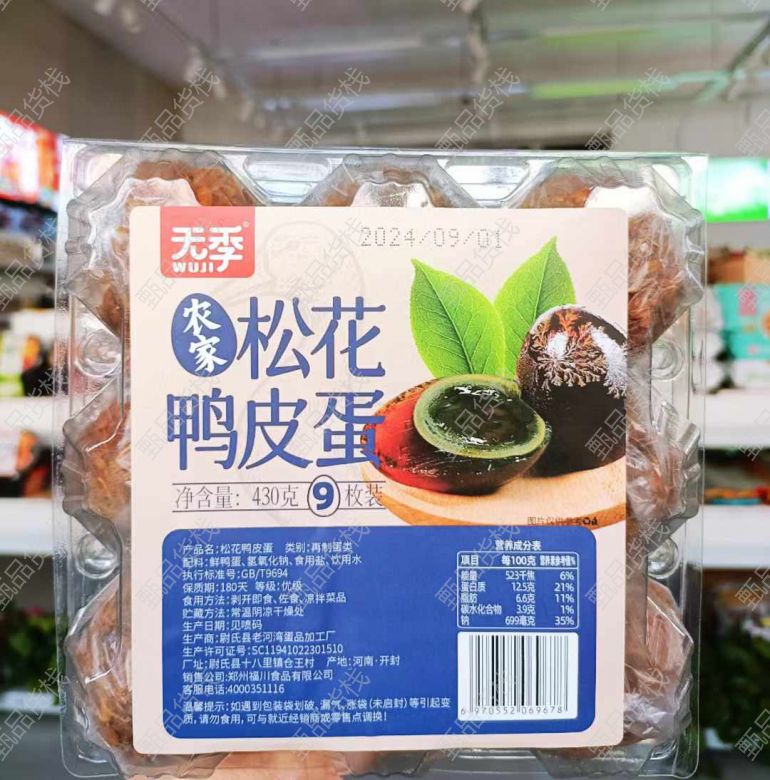 无季
WUJI
2024/09/01
农家
松花
鸭皮蛋
净含量: 430克 9枚装
图片仅供参考
产品名:松花鸭皮蛋 类别:再制蛋类
配料:鲜鸭蛋、氢氧化钠、食用盐、饮用水
执行标准号:GB/T9694
保质期:180天 等级:优级
食用方法:剥开即食、佐食、凉拌菜品
贮藏方法:常温阴凉干燥处
生产日期:见喷码
生产商:尉氏县老河湾蛋品加工厂
生产许可证号:SC11941022301510
厂址:尉氏县十八里镇仓王村 产地:河南·开封
销售公司:郑州福川食品有限公司
客服电话:4000351116
温馨提示:如遇到包装袋划破、漏气、涨袋(未启封)等引起变
质,请勿食用,可与就近经销商或零售点调换!
营养成分表
项目 每100克 营养素参考值%
能量 523千焦 6%
蛋白质 12.5克 21%
脂肪 6.6克 11%
碳水化合物 3.9克 1%
钠 699毫克 35%
6970552069678
甄品货栈